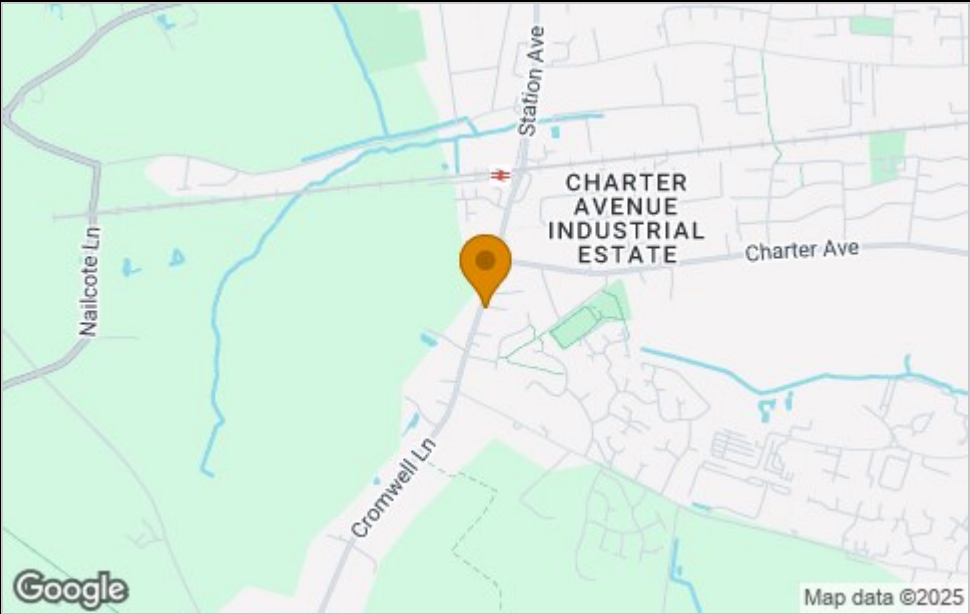 Station Ave
CHARTER
AVENUE
INDUSTRIAL
ESTATE
Charter Ave
Nailcote Ln
Cromwell Ln
Google
Map data ©2025